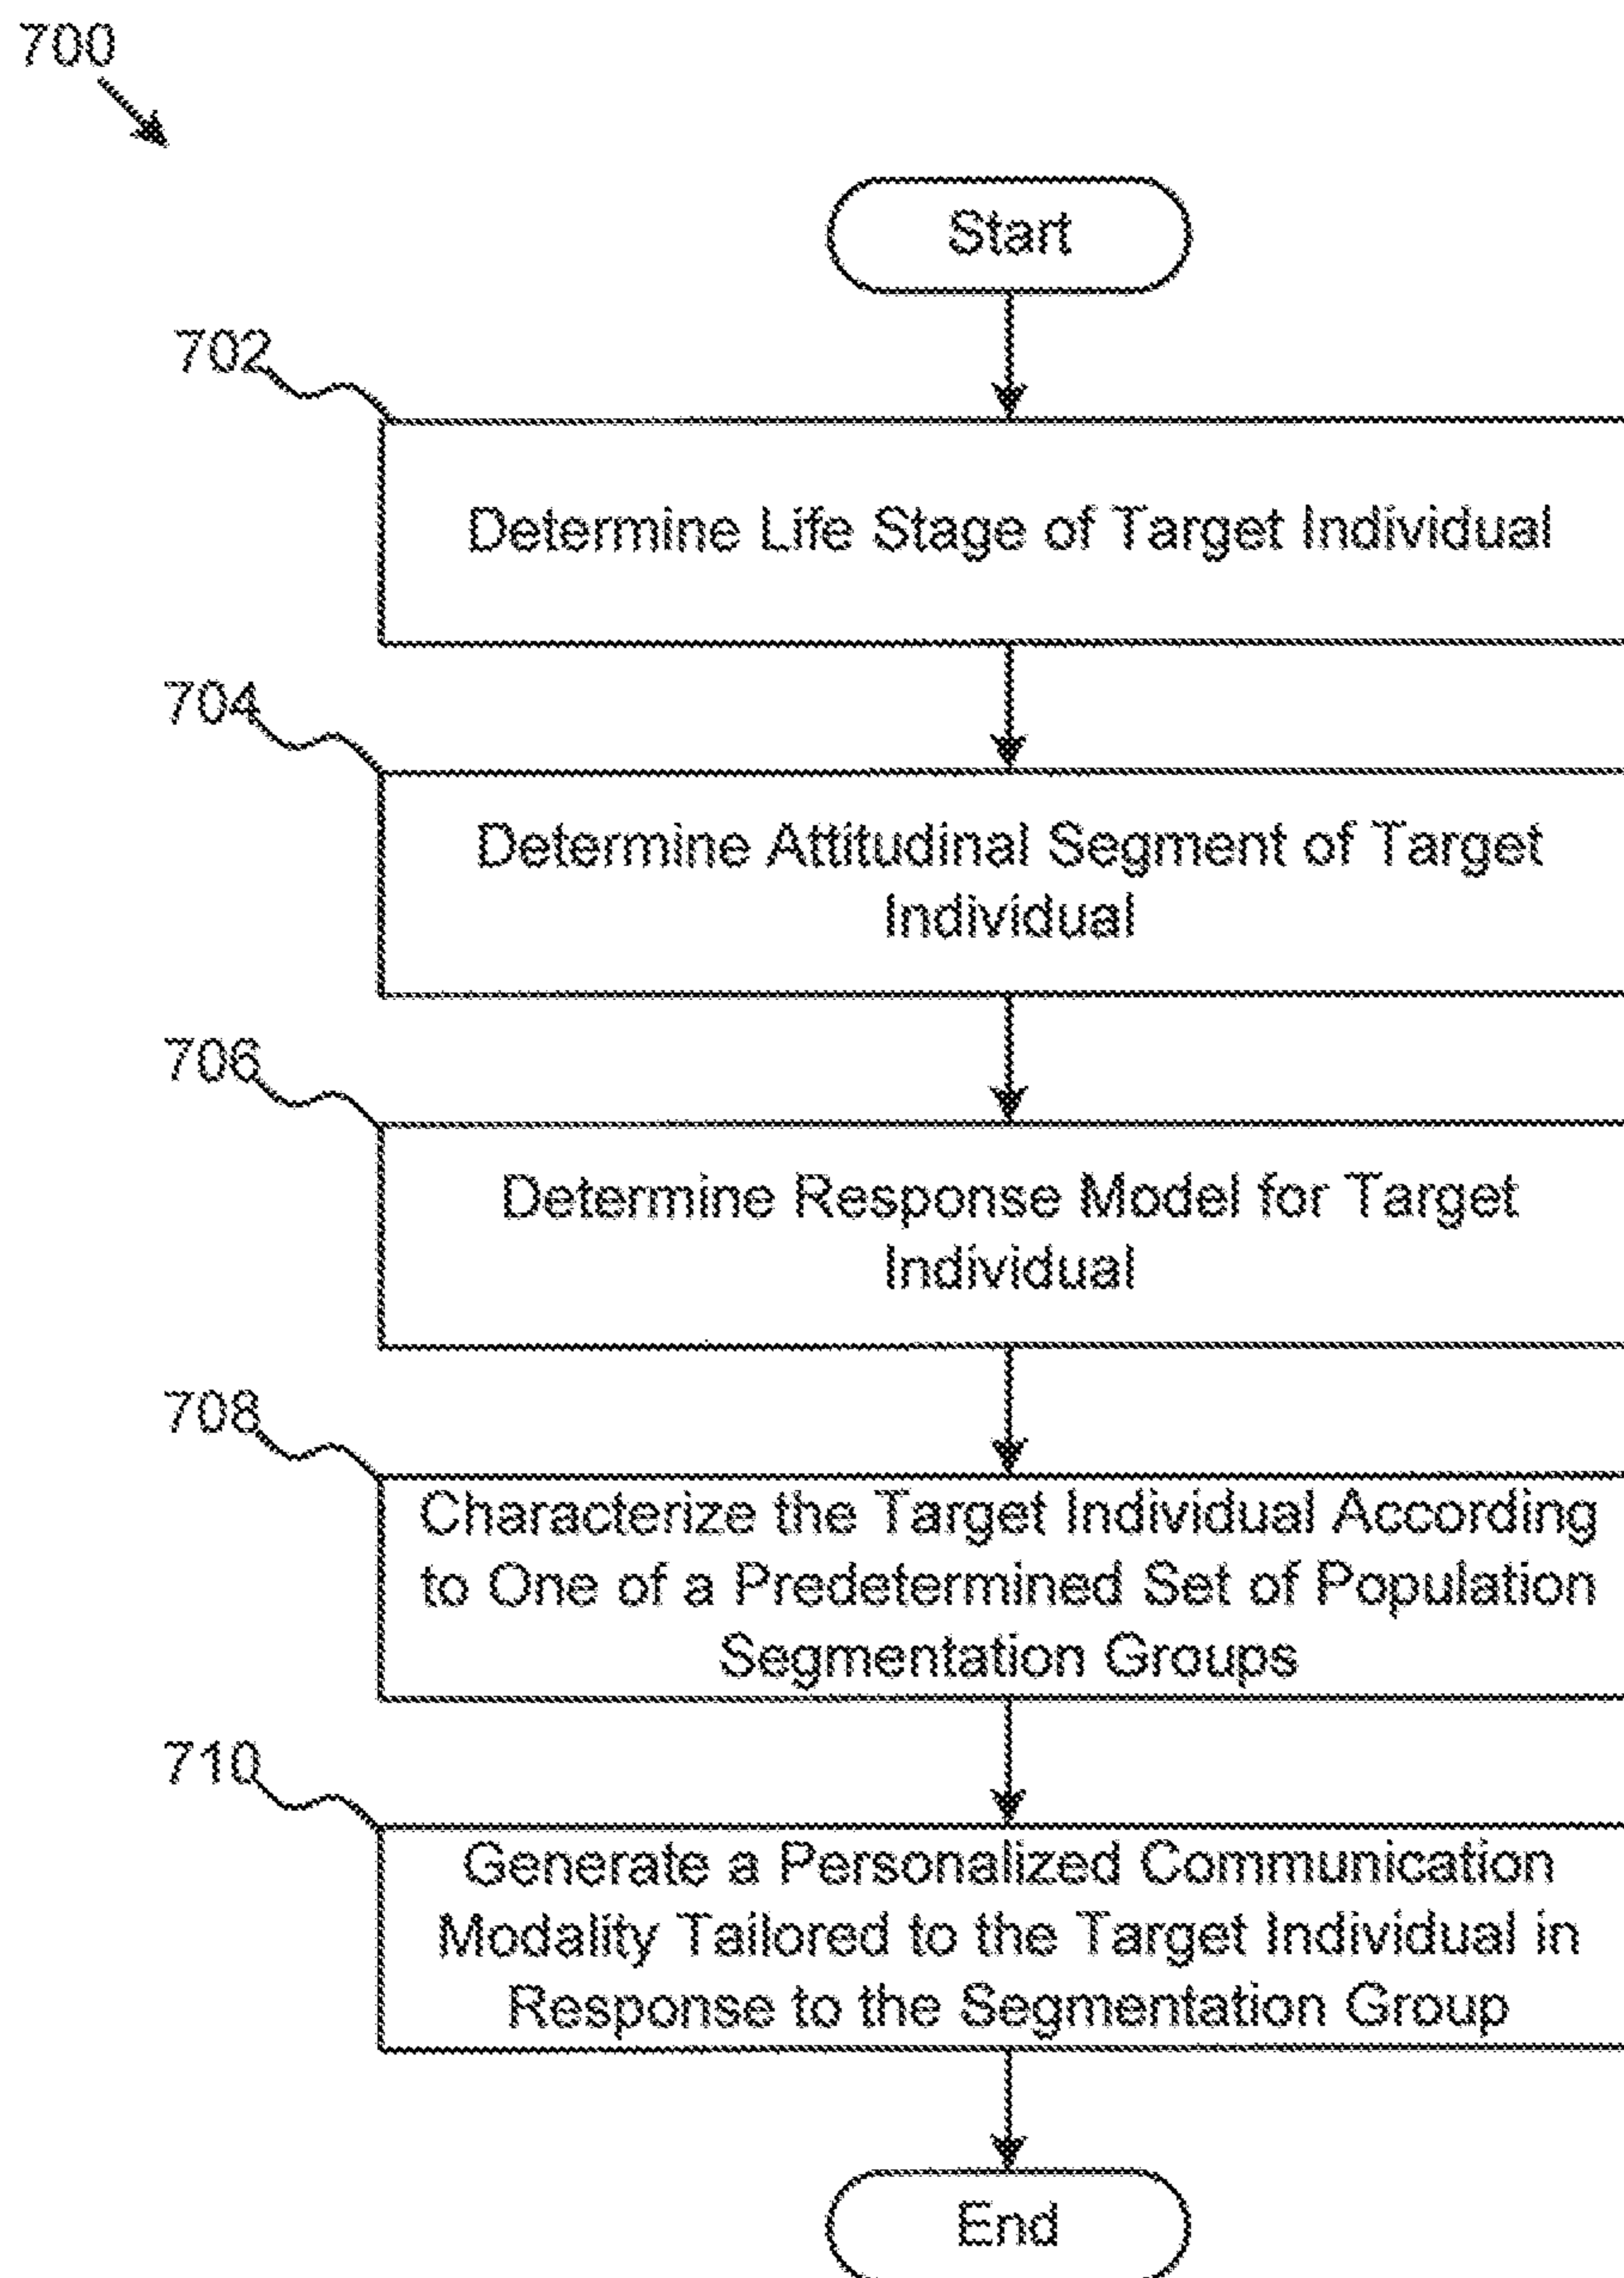 700
Start
702
Determine Life Stage of Target Individual
704
Determine Attitudinal Segment of Target
Individual
706
Determine Response Model for Target
Individual
708
Characterize the Target Individual According
to One of a Predetermined Set of Population
Segmentation Groups
710
Generate a Personalized Communication
Modality Tailored to the Target Individual in
Response to the Segmentation Group
End